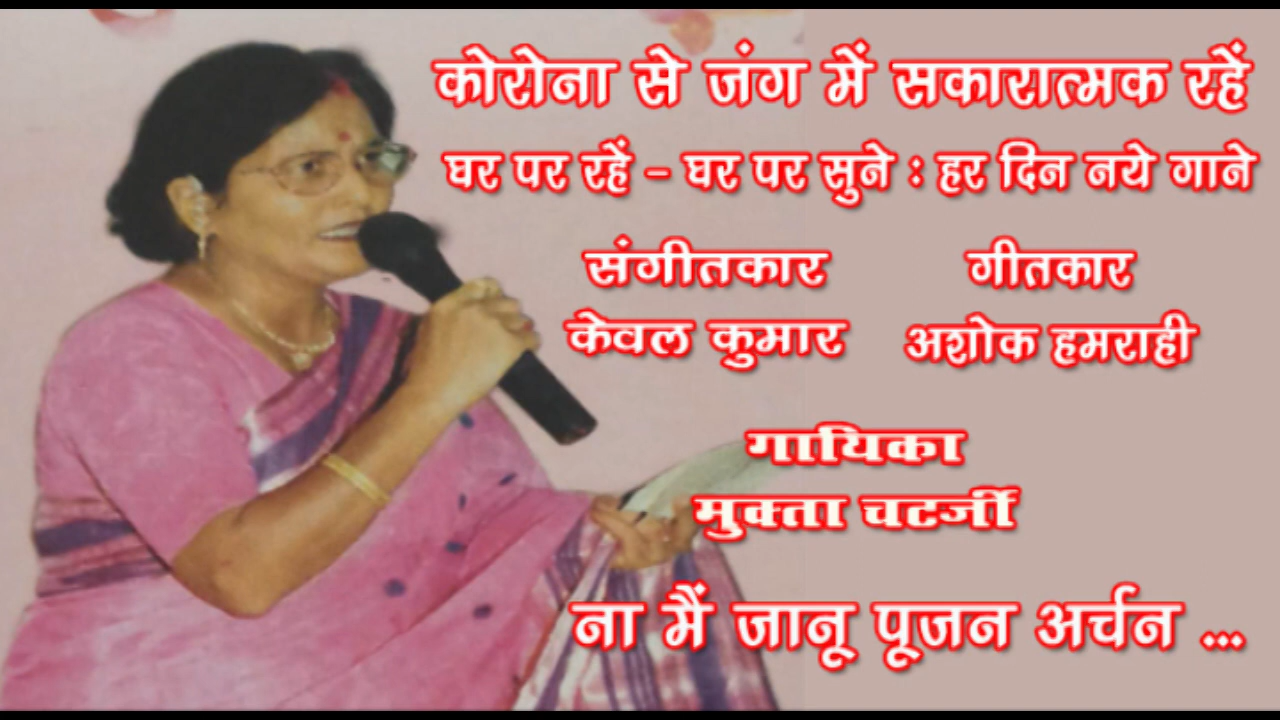 कोरोना से जंग में सकारात्मक रहें
घर पर रहें - घर पर सुने : हर दिन नये गाने
संगीतकार गीतकार
केवल कुमार अशोक हमराही
गायिका
मुक्ता चटर्जी
ना मैं जानू पूजन अर्चन ...